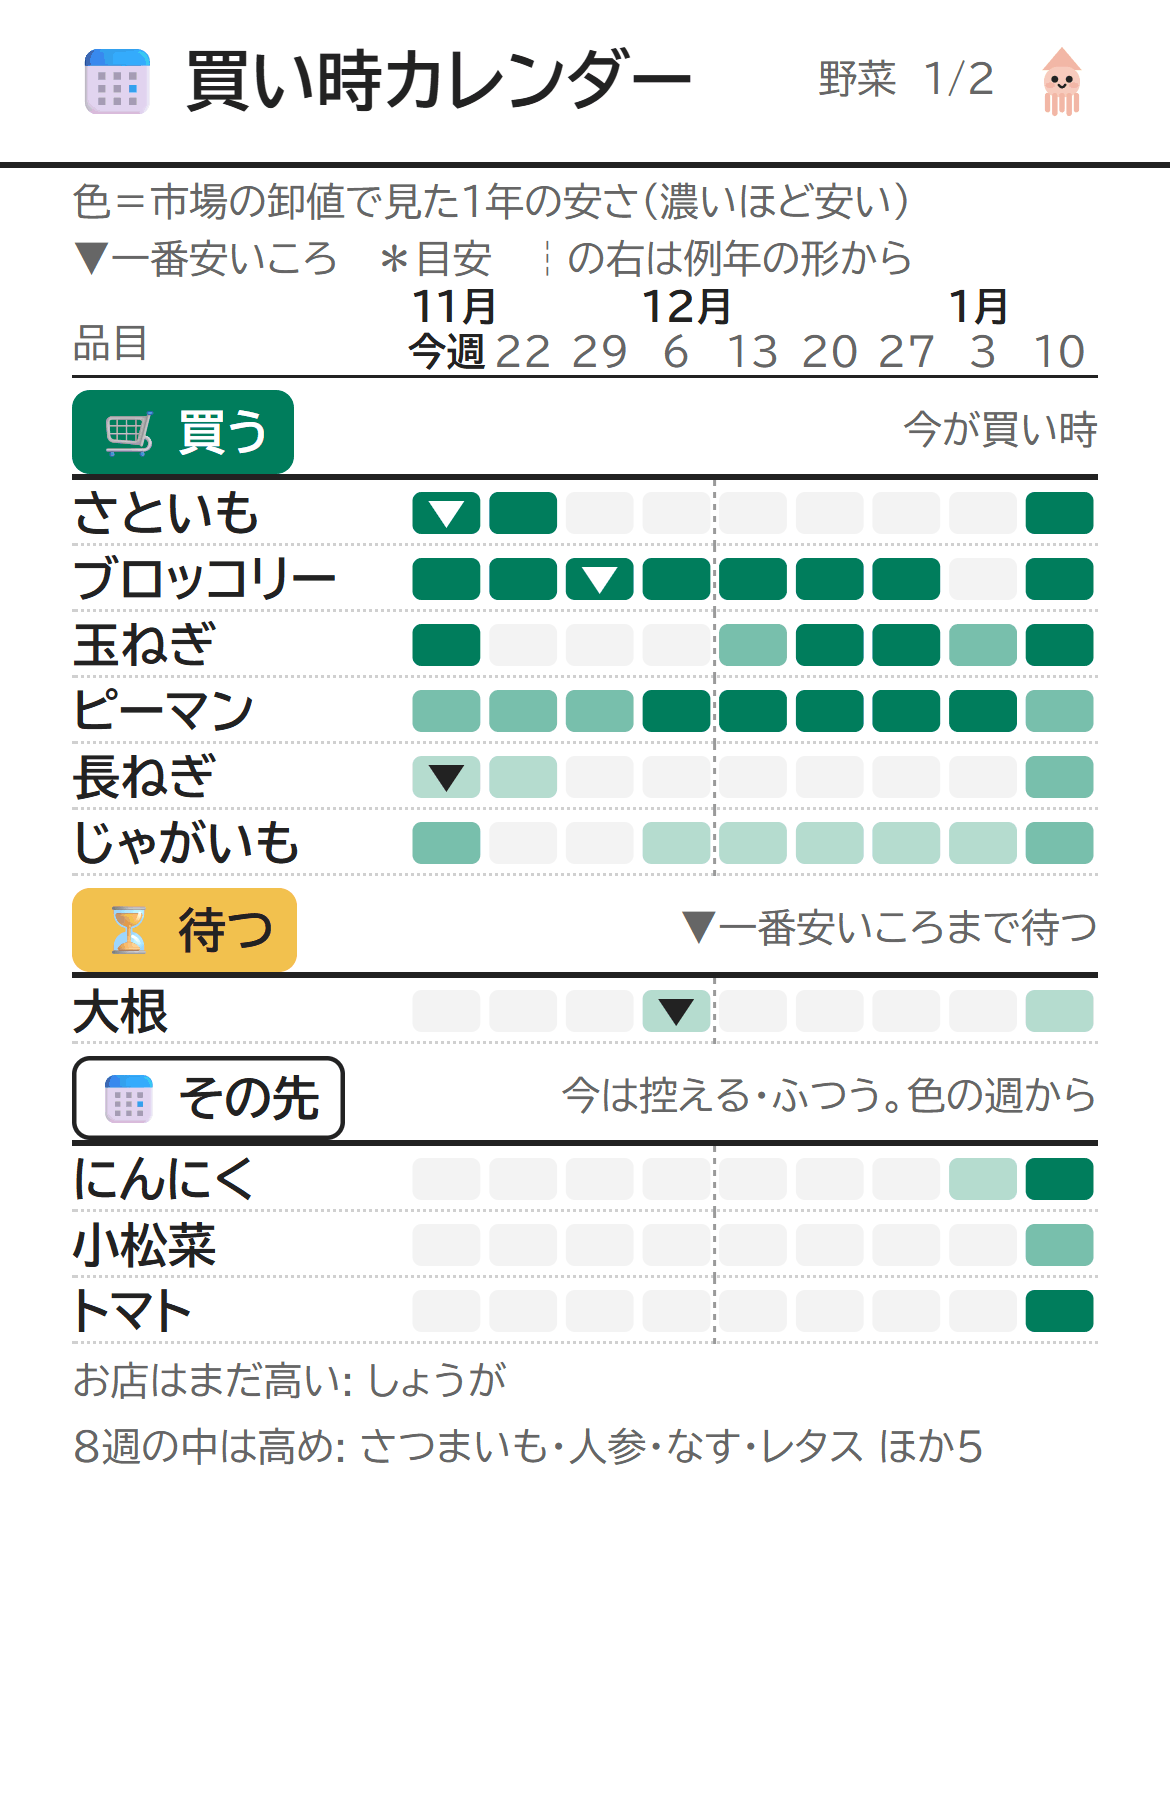 買い時カレンダー 野菜 1/2
色＝市場の卸値で見た1年の安さ（濃いほど安い）
▼一番安いころ ＊目安 ┊の右は例年の形から
11月 12月 1月
品目 今週 22 29 6 13 20 27 3 10
買う 今が買い時
さといも
ブロッコリー
玉ねぎ
ピーマン
長ねぎ
じゃがいも
待つ ▼一番安いころまで待つ
大根
その先 今は控える・ふつう。色の週から
にんにく
小松菜
トマト
お店はまだ高い: しょうが
8週の中は高め: さつまいも・人参・なす・レタス ほか5